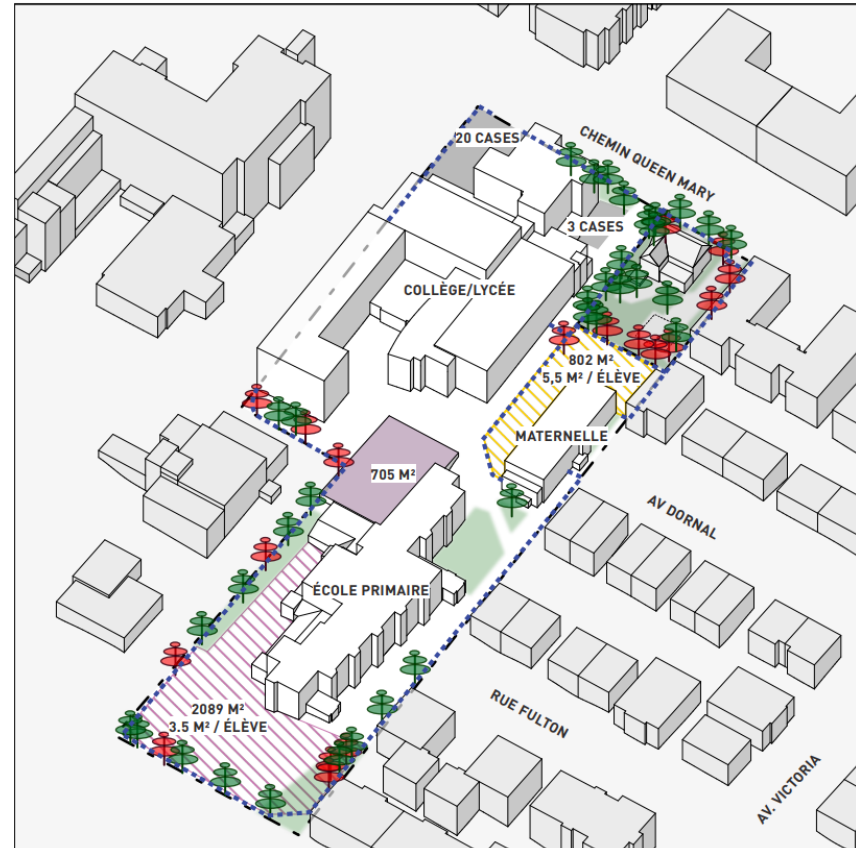 20 CASES
CHEMIN QUEEN MARY
3 CASES
COLLÈGE/LYCÉE
802 M²
5,5 M² / ÉLÈVE
MATERNELLE
705 M²
AV DORNAL
ÉCOLE PRIMAIRE
2089 M²
3.5 M² / ÉLÈVE
RUE FULTON
AV. VICTORIA